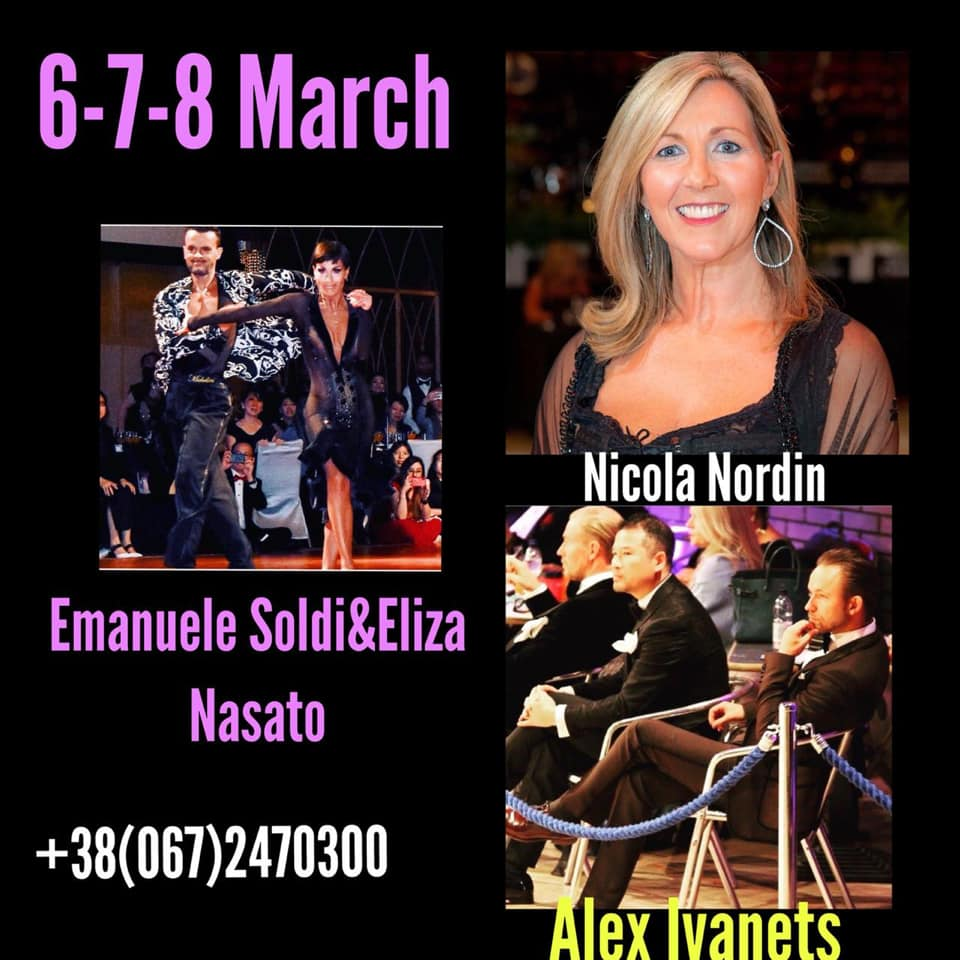 6-7-8 March
Nicola Nordin
Emanuele Soldi&Eliza
Nasato
+38(067)2470300
Alex Ivanets